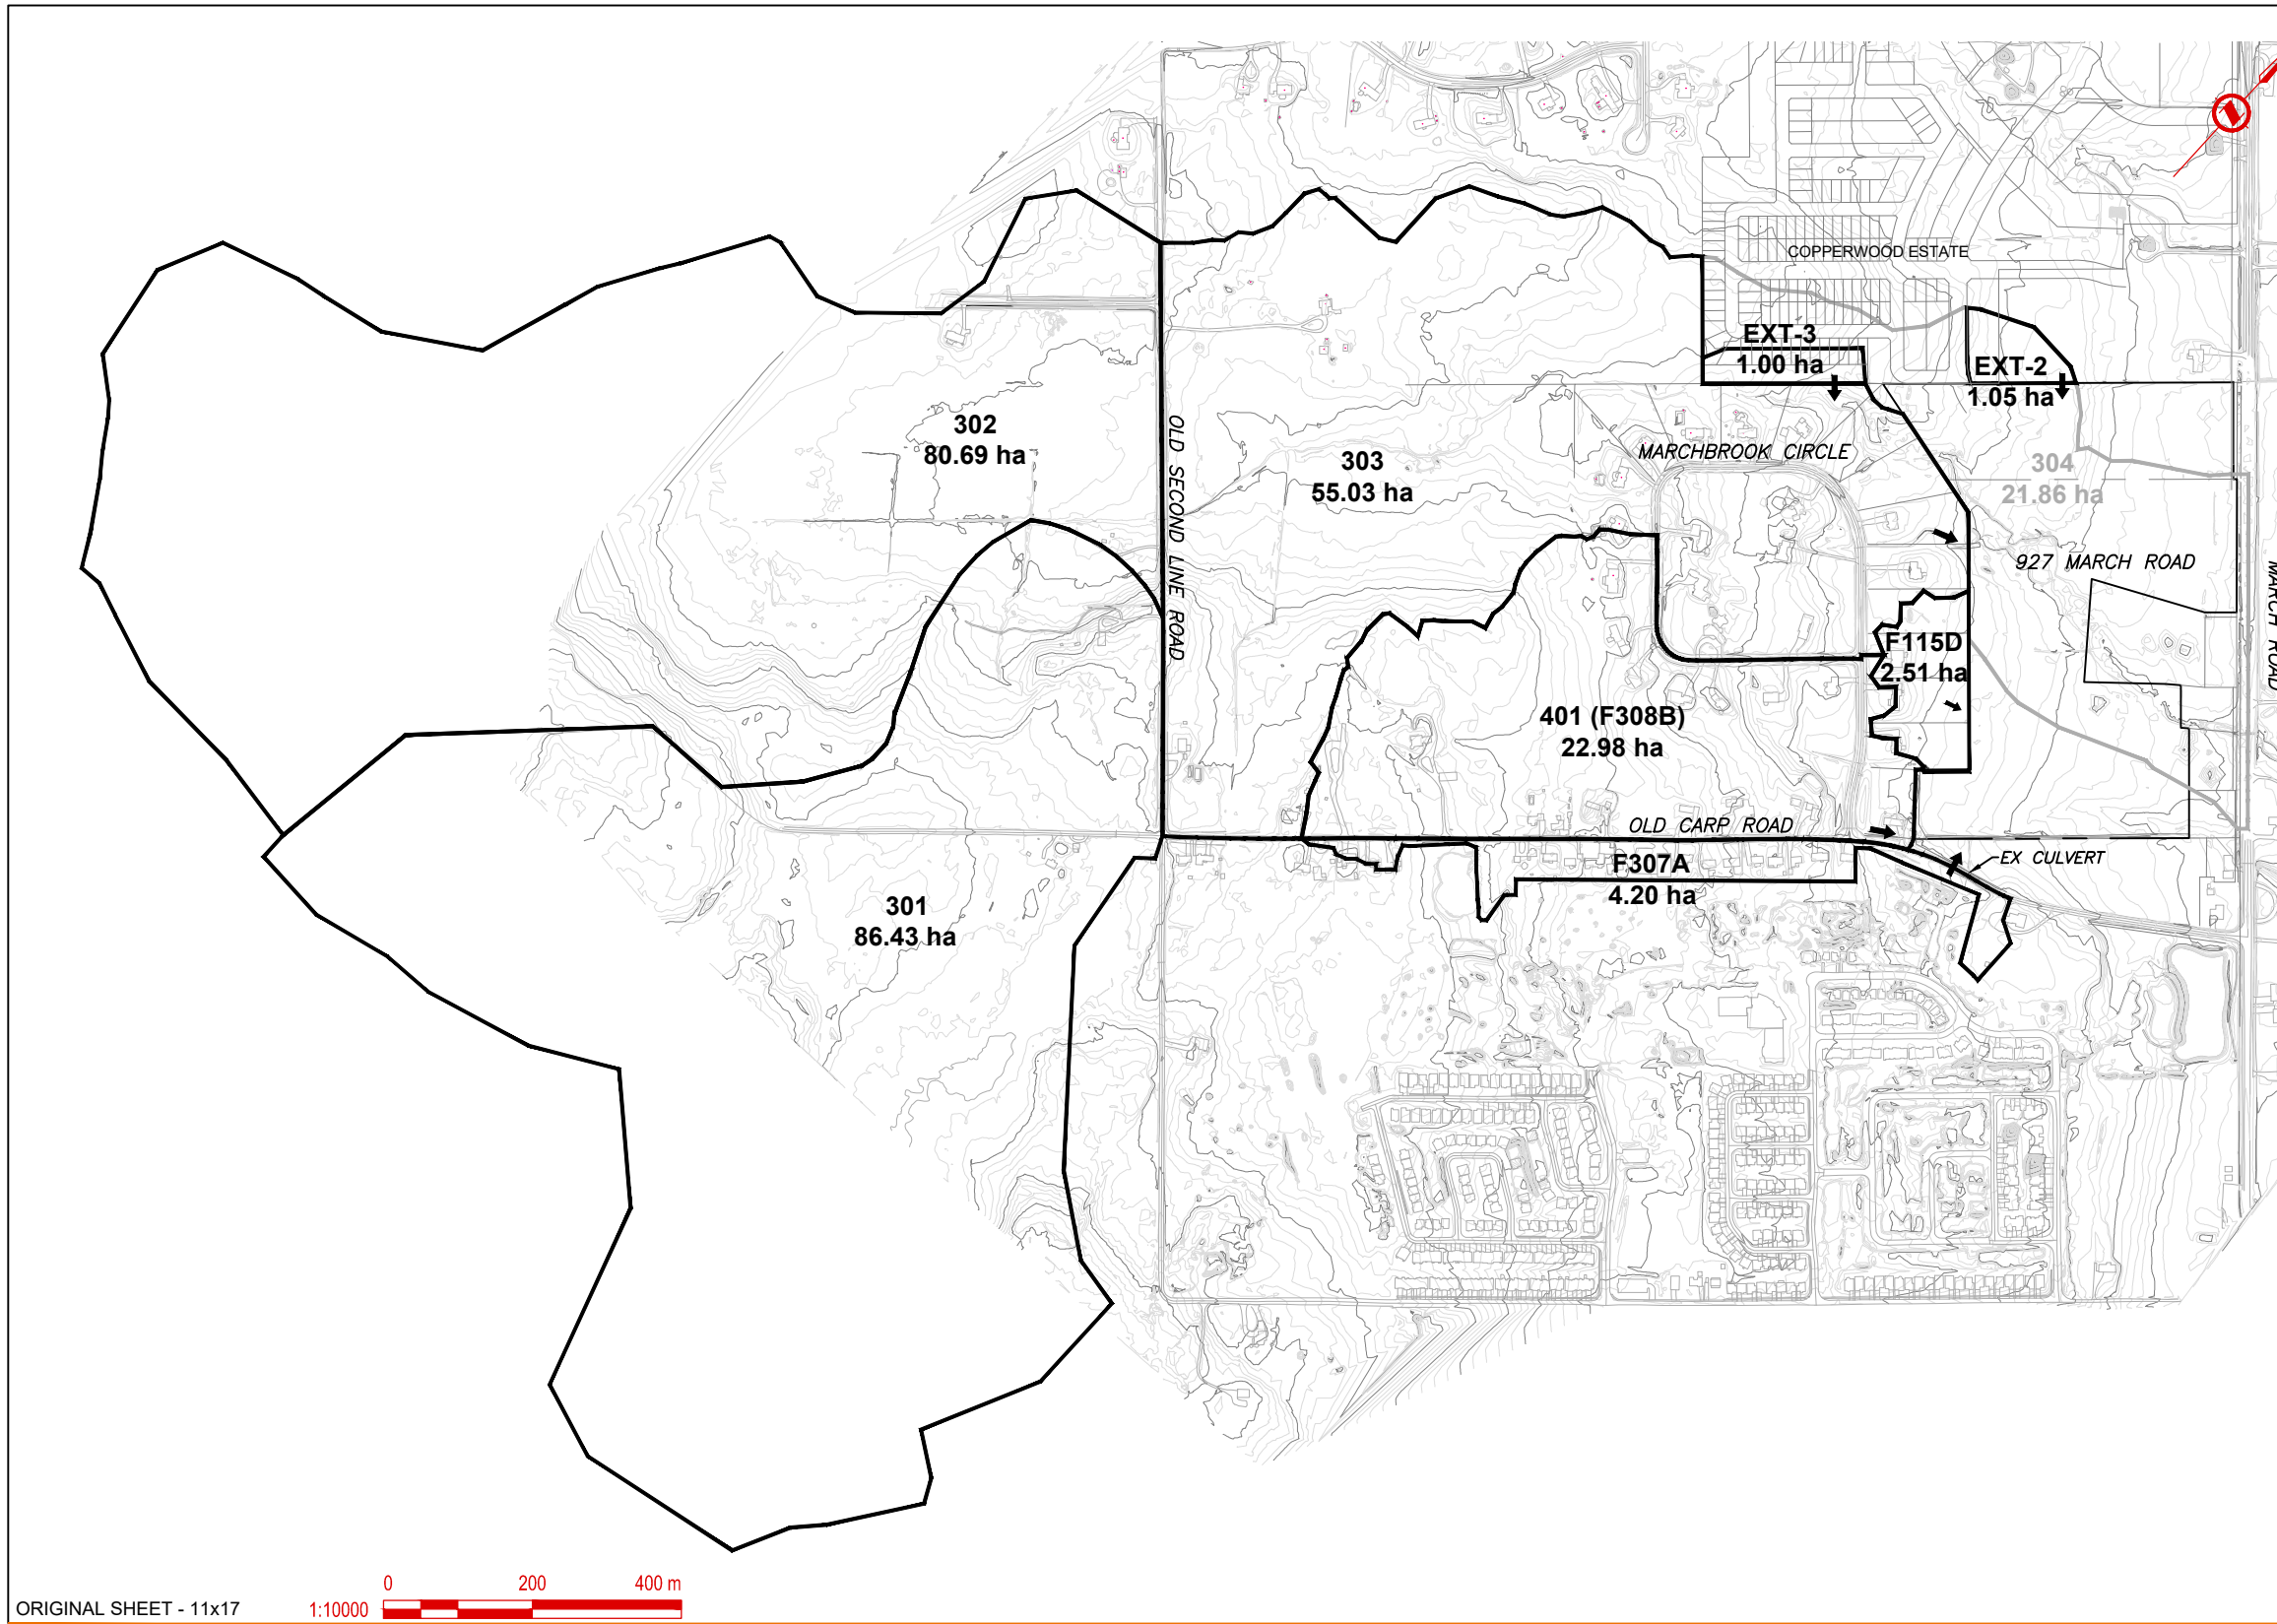 COPPERWOOD ESTATE
EXT-3
1.00 ha
EXT-2
1.05 ha
302
80.69 ha
OLD SECOND LINE ROAD
303
55.03 ha
MARCHBROOK CIRCLE
304
21.86 ha
927 MARCH ROAD
MARCH ROAD
F115D
2.51 ha
401 (F308B)
22.98 ha
OLD CARP ROAD
EX CULVERT
F307A
4.20 ha
301
86.43 ha
0 200 400 m
1:10000
ORIGINAL SHEET - 11x17